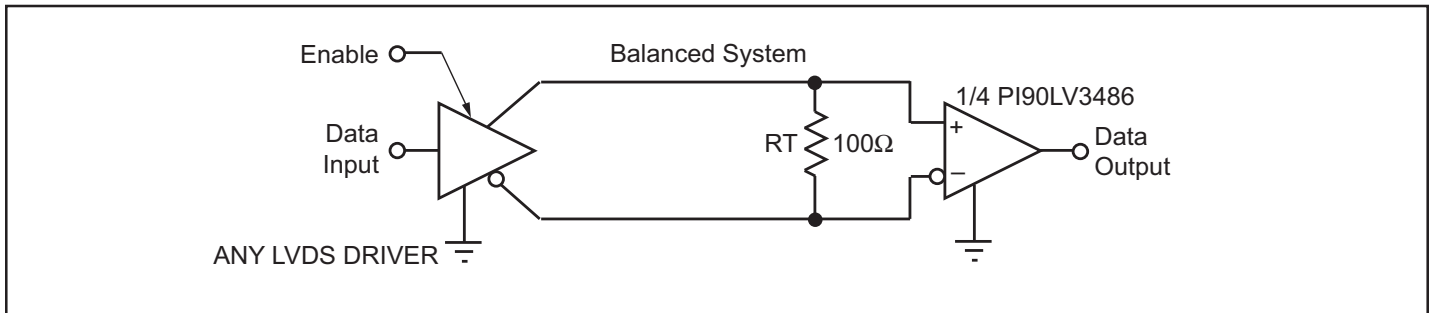 Enable
Balanced System
1/4 PI90LV3486
Data
Input
RT
100Ω
+
−
Data
Output
ANY LVDS DRIVER